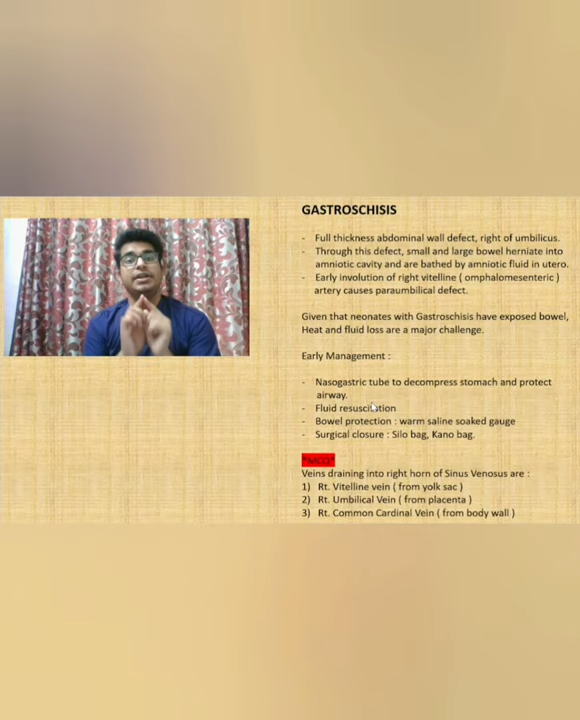 GASTROSCHISIS
- Full thickness abdominal wall defect, right of umbilicus.
- Through this defect, small and large bowel herniate into
amniotic cavity and are bathed by amniotic fluid in utero.
- Early involution of right vitelline ( omphalomesenteric )
artery causes paraumbilical defect.
Given that neonates with Gastroschisis have exposed bowel,
Heat and fluid loss are a major challenge.
Early Management :
- Nasogastric tube to decompress stomach and protect
airway.
- Fluid resuscitation
- Bowel protection : warm saline soaked gauge
- Surgical closure : Silo bag, Kano bag.
*MCQ*
Veins draining into right horn of Sinus Venosus are :
1) Rt. Vitelline vein ( from yolk sac )
2) Rt. Umbilical Vein ( from placenta )
3) Rt. Common Cardinal Vein ( from body wall )